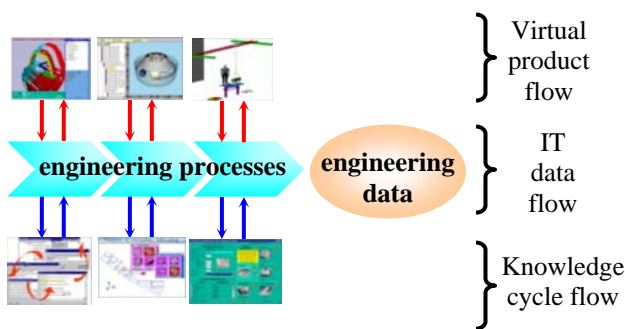 Virtual
product
flow
engineering processes
engineering
data
IT
data
flow
Knowledge
cycle flow